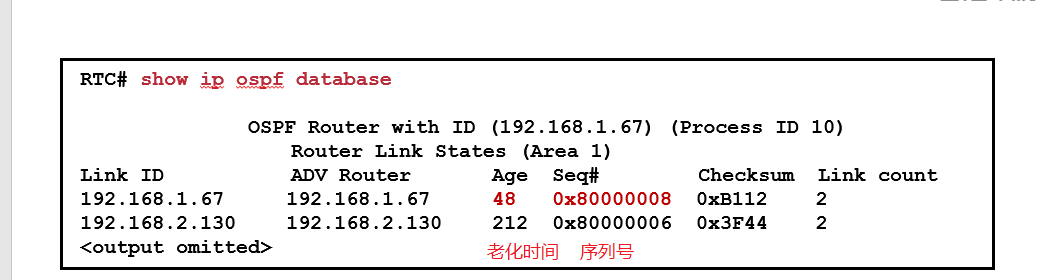 RTC# show ip ospf database
OSPF Router with ID (192.168.1.67) (Process ID 10)
Router Link States (Area 1)
Link ID ADV Router Age Seq# Checksum Link count
192.168.1.67 192.168.1.67 48 0x80000008 0xB112 2
192.168.2.130 192.168.2.130 212 0x80000006 0x3F44 2
<output omitted> 老化时间 序列号